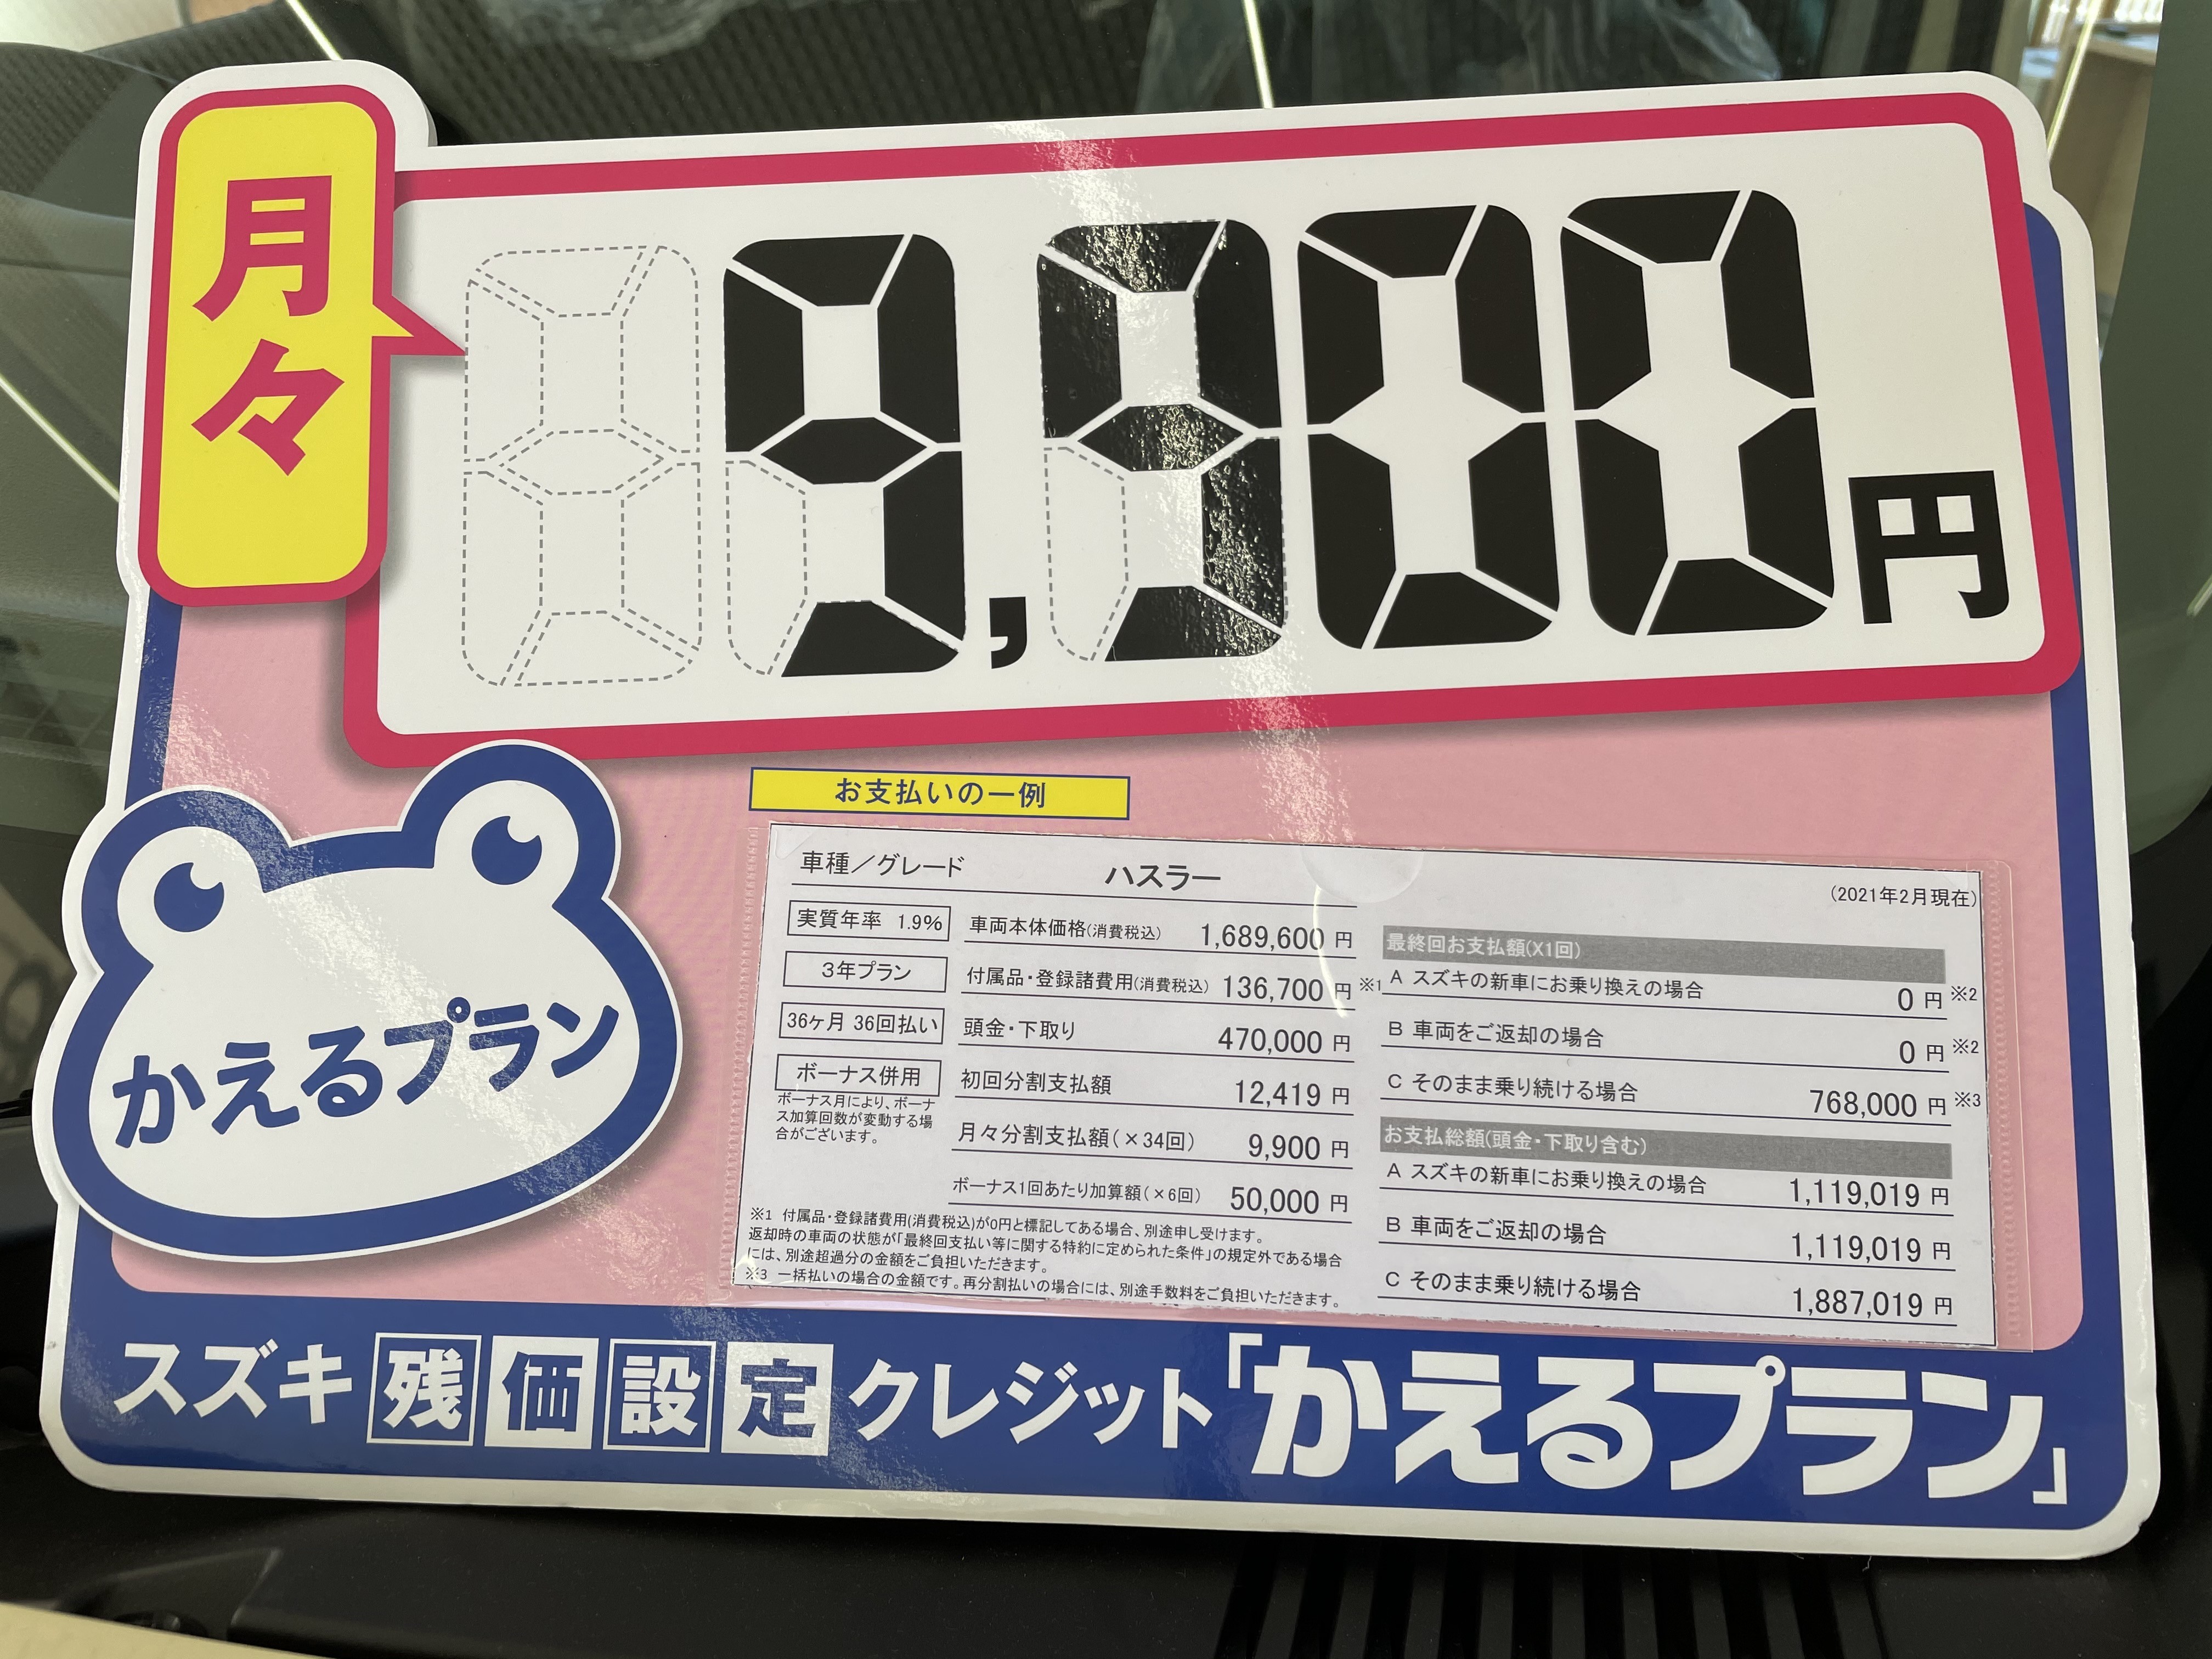 月々
9,900円
かえるプラン
お支払いの一例
車種／グレード ハスラー
(2021年2月現在)
実質年率 1.9%
3年プラン
36ヶ月 36回払い
ボーナス併用
ボーナス月により、ボーナ
ス加算回数が変動する場
合がございます。
車両本体価格(消費税込) 1,689,600 円
付属品・登録諸費用(消費税込) 136,700 円 ※1
頭金・下取り 470,000 円
初回分割支払額 12,419 円
月々分割支払額(×34回) 9,900 円
ボーナス1回あたり加算額(×6回) 50,000 円
※1 付属品・登録諸費用(消費税込)が0円と標記してある場合、別途申し受けます。
返却時の車両の状態が「最終回支払い等に関する特約に定められた条件」の規定外である場合
には、別途超過分の金額をご負担いただきます。
※3 一括払いの場合の金額です。再分割払いの場合には、別途手数料をご負担いただきます。
最終回お支払額(X1回)
A スズキの新車にお乗り換えの場合 0 円 ※2
B 車両をご返却の場合 0 円 ※2
C そのまま乗り続ける場合 768,000 円 ※3
お支払総額(頭金・下取り含む)
A スズキの新車にお乗り換えの場合 1,119,019 円
B 車両をご返却の場合 1,119,019 円
C そのまま乗り続ける場合 1,887,019 円
スズキ残価設定クレジット「かえるプラン」